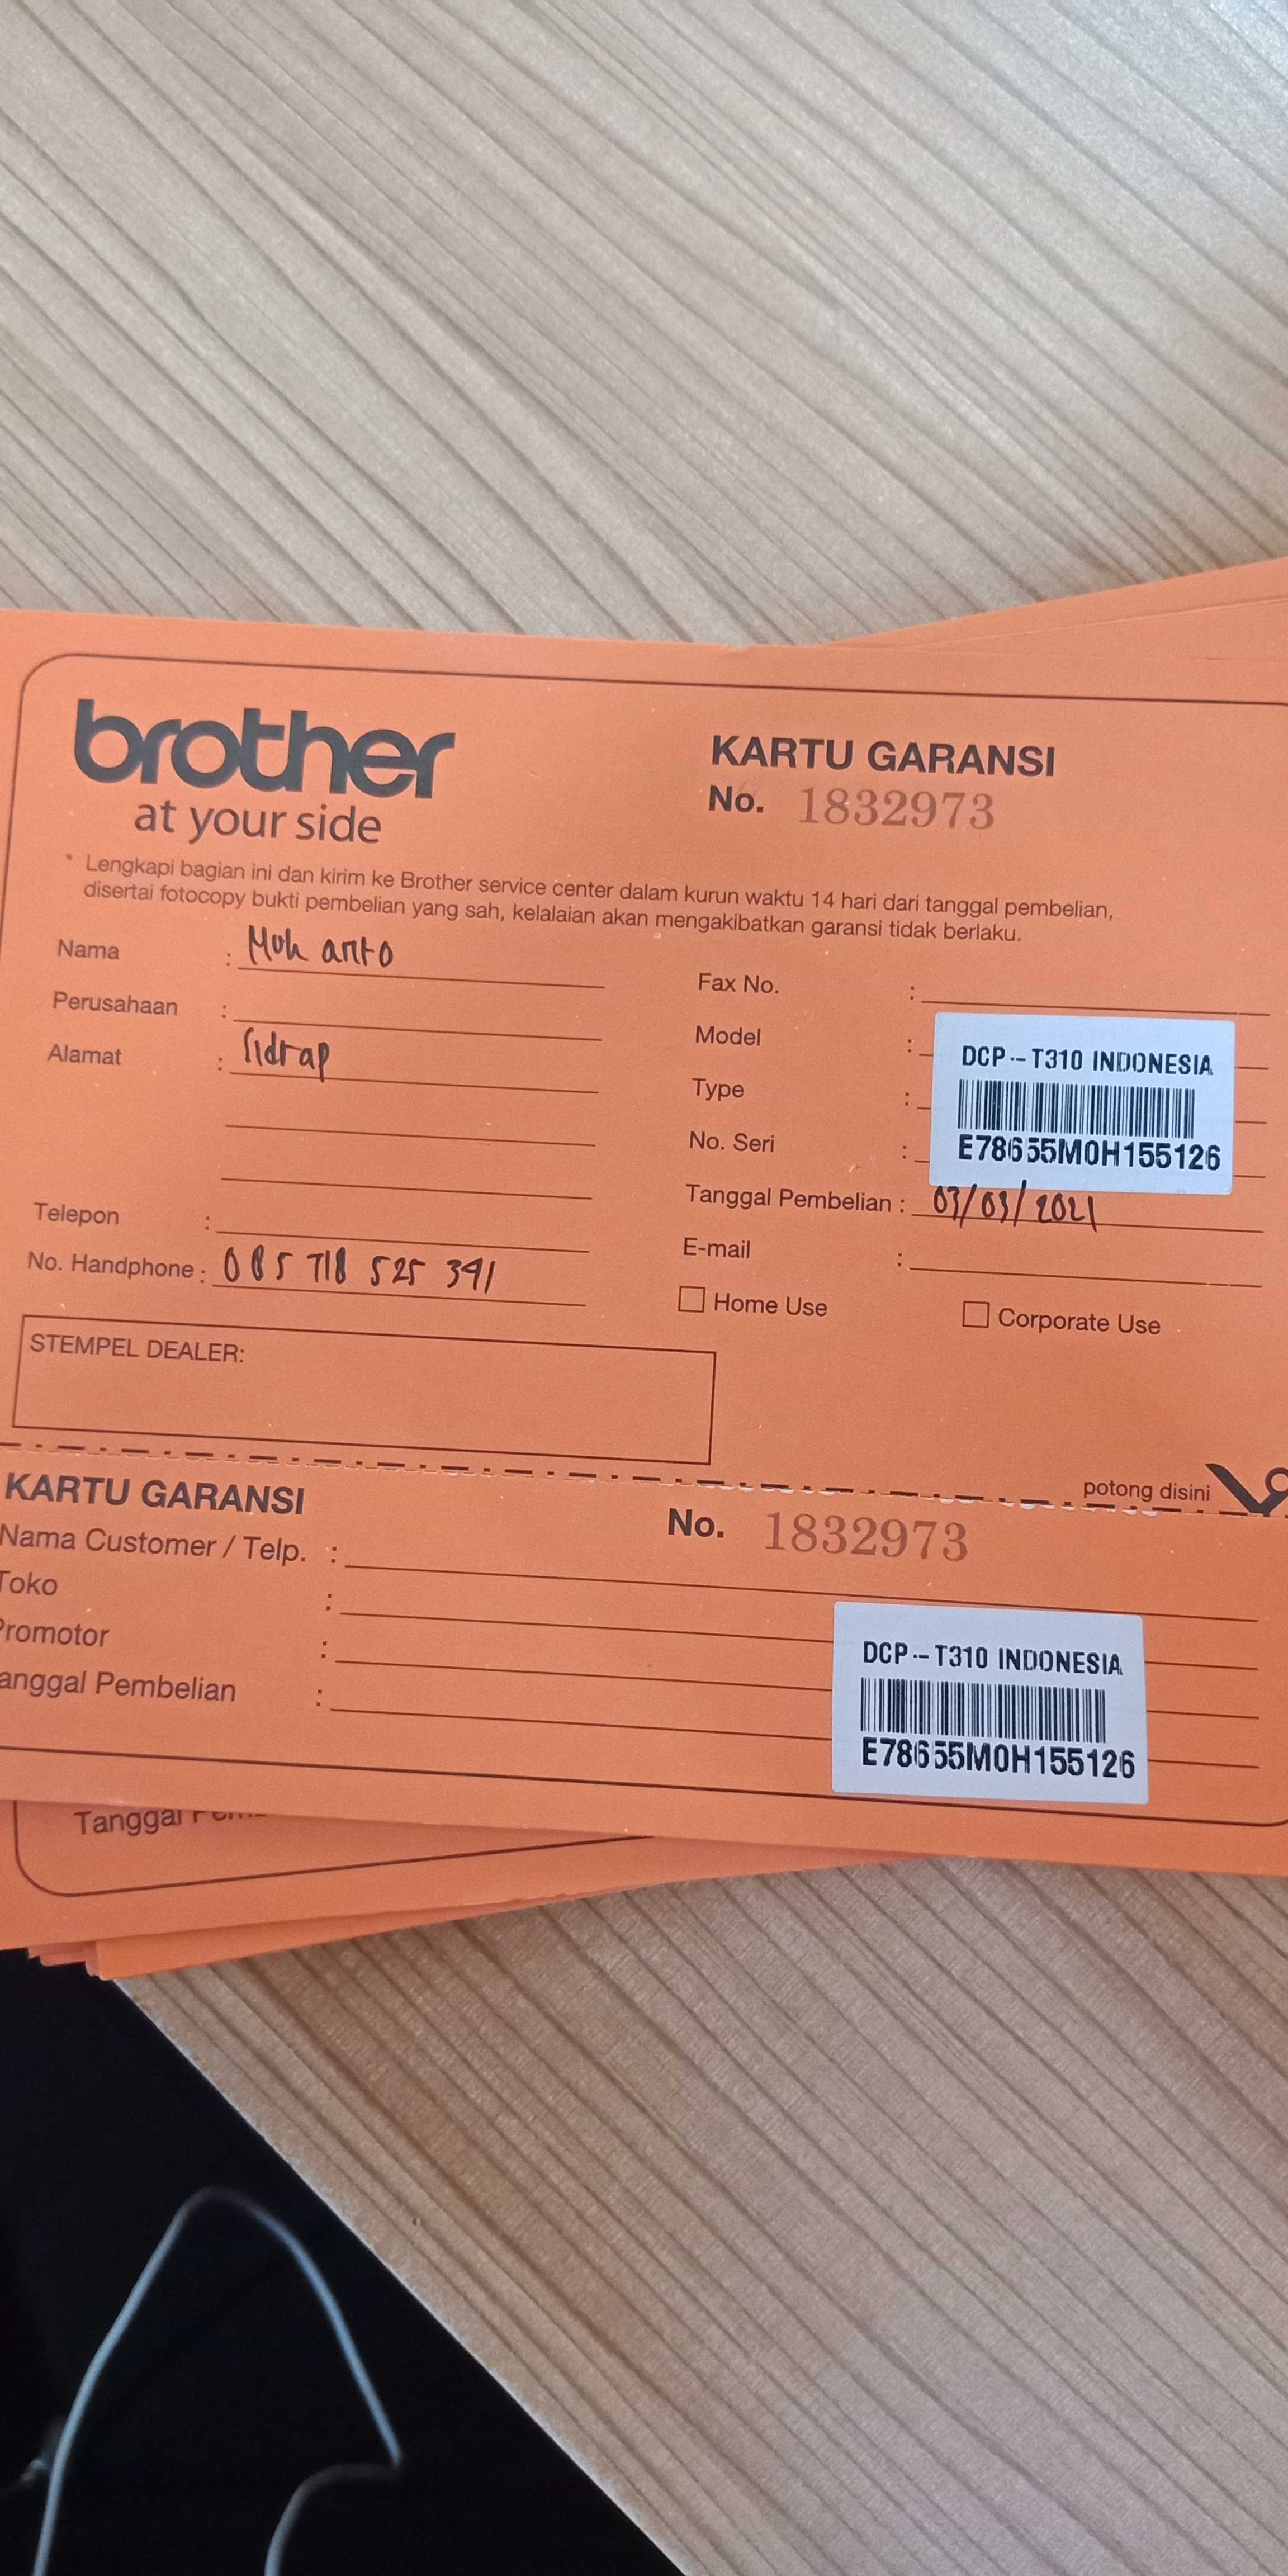 brother
at your side
KARTU GARANSI
No. 1832973
* Lengkapi bagian ini dan kirim ke Brother service center dalam kurun waktu 14 hari dari tanggal pembelian,
disertai fotocopy bukti pembelian yang sah, kelalaian akan mengakibatkan garansi tidak berlaku.
Nama : Moh anto
Perusahaan :
Alamat : Sidrap
Telepon :
No. Handphone : 085 718 525 391
Fax No. :
Model :
Type :
No. Seri :
DCP-T310 INDONESIA
E78655M0H155126
Tanggal Pembelian : 03/03/2021
E-mail :
Home Use
Corporate Use
STEMPEL DEALER:
potong disini
KARTU GARANSI
No. 1832973
Nama Customer / Telp. :
Toko :
Promotor :
anggal Pembelian :
DCP-T310 INDONESIA
E78655M0H155126
Tanggal